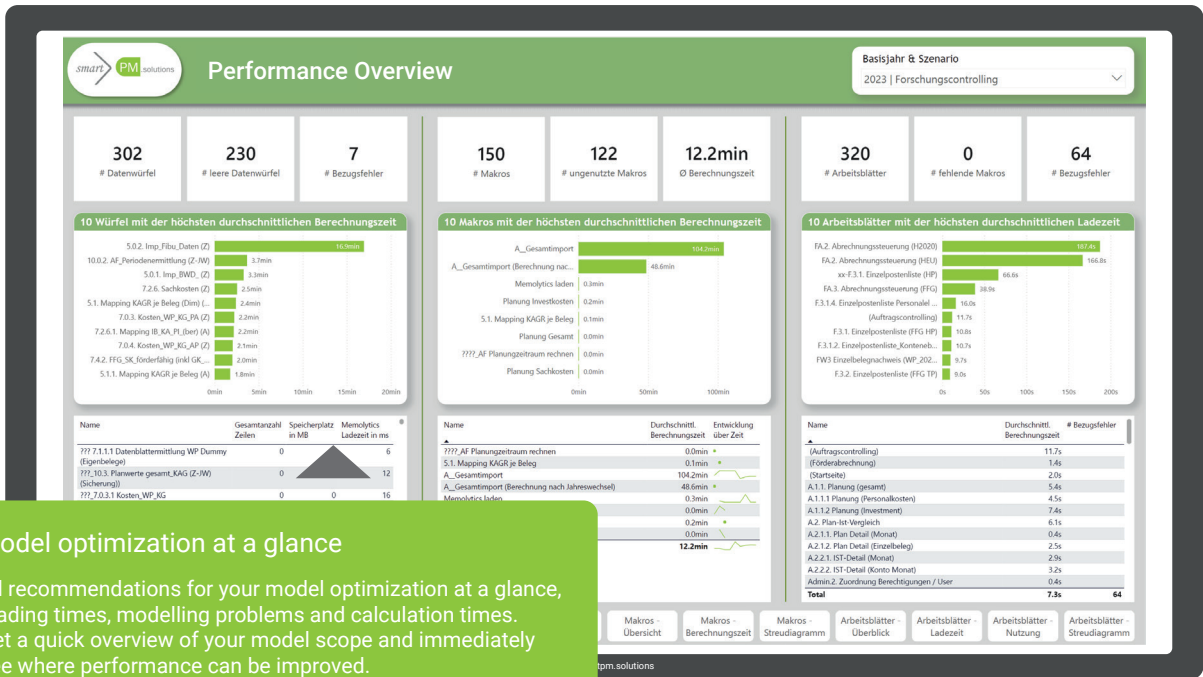 smart PM.solutions
Performance Overview
Basisjahr & Szenario
2023 | Forschungscontrolling
302
# Datenwürfel
230
# leere Datenwürfel
7
# Bezugsfehler
150
# Makros
122
# ungenutzte Makros
12.2min
Ø Berechnungszeit
320
# Arbeitsblätter
0
# fehlende Makros
64
# Bezugsfehler
10 Würfel mit der höchsten durchschnittlichen Berechnungszeit
5.0.2. Imp_Fibu_Daten (Z) 16.9min
10.0.2. AF_Periodenermittlung (Z-JW) 3.7min
5.0.1. Imp_BWD_ (Z) 3.3min
7.2.6. Sachkosten (Z) 2.5min
5.1. Mapping KAGR je Beleg (Dim) (... 2.4min
7.0.3. Kosten_WP_KG_PA (Z) 2.2min
7.2.6.1. Mapping IB_KA_PI_(ber) (A) 2.2min
7.0.4. Kosten_WP_KG_AP (Z) 2.1min
7.4.2. FFG_SK_förderfähig (inkl GK_... 2.0min
5.1.1. Mapping KAGR je Beleg (A) 1.8min
0min 5min 10min 15min 20min
10 Makros mit der höchsten durchschnittlichen Berechnungszeit
A__Gesamtimport 104.2min
A__Gesamtimport (Berechnung nac... 48.6min
Memolytics laden 0.3min
Planung Investkosten 0.2min
5.1. Mapping KAGR je Beleg 0.1min
Planung Gesamt 0.0min
????_AF Planungzeitraum rechnen 0.0min
Planung Sachkosten 0.0min
0min 50min 100min
10 Arbeitsblätter mit der höchsten durchschnittlichen Ladezeit
FA.2. Abrechnungssteuerung (H2020) 187.4s
FA.2. Abrechnungssteuerung (HEU) 166.8s
xx-F.3.1. Einzelpostenliste (HP) 66.6s
FA.3. Abrechnungssteuerung (FFG) 38.9s
F.3.1.4. Einzelpostenliste Personalel ... 16.0s
(Auftragscontrolling) 11.7s
F.3.1. Einzelpostenliste (FFG HP) 10.8s
F.3.1.2. Einzelpostenliste_Konteneb... 10.7s
FW3 Einzelbelegnachweis (WP_202... 9.7s
F.3.2. Einzelpostenliste (FFG TP) 9.0s
0s 50s 100s 150s 200s
Name Gesamtanzahl Zeilen Speicherplatz in MB Memolytics Ladezeit in ms
??? 7.1.1.1 Datenblattermittlung WP Dummy (Eigenbelege) 0 6
???_10.3. Planwerte gesamt_KAG (Z-/JW) (Sicherung)) 0 12
???_7.0.3.1 Kosten_WP_KG 0 0 16
Name Durchschnittl. Berechnungszeit Entwicklung über Zeit
????_AF Planungzeitraum rechnen 0.0min
5.1. Mapping KAGR je Beleg 0.1min
A__Gesamtimport 104.2min
A__Gesamtimport (Berechnung nach Jahreswechsel) 48.6min
Memolytics laden 0.3min
0.0min
0.2min
0.0min
12.2min
Name Durchschnittl. Berechnungszeit # Bezugsfehler
(Auftragscontrolling) 11.7s
(Förderabrechnung) 1.4s
(Startseite) 2.0s
A.1.1. Planung (gesamt) 5.4s
A.1.1.1 Planung (Personalkosten) 4.5s
A.1.1.2 Planung (Investment) 7.4s
A.2. Plan-Ist-Vergleich 6.1s
A.2.1.1. Plan Detail (Monat) 0.4s
A.2.1.2. Plan Detail (Einzelbeleg) 2.5s
A.2.2.1. IST-Detail (Monat) 2.9s
A.2.2.2. IST-Detail (Konto Monat) 3.2s
Admin.2. Zuordnung Berechtigungen / User 0.4s
Total 7.3s 64
Makros - Übersicht
Makros - Berechnungszeit
Makros - Streudiagramm
Arbeitsblätter - Überblick
Arbeitsblätter - Ladezeit
Arbeitsblätter - Nutzung
Arbeitsblätter - Streudiagramm
odel optimization at a glance
l recommendations for your model optimization at a glance,
ading times, modelling problems and calculation times.
et a quick overview of your model scope and immediately
e where performance can be improved.
tpm.solutions